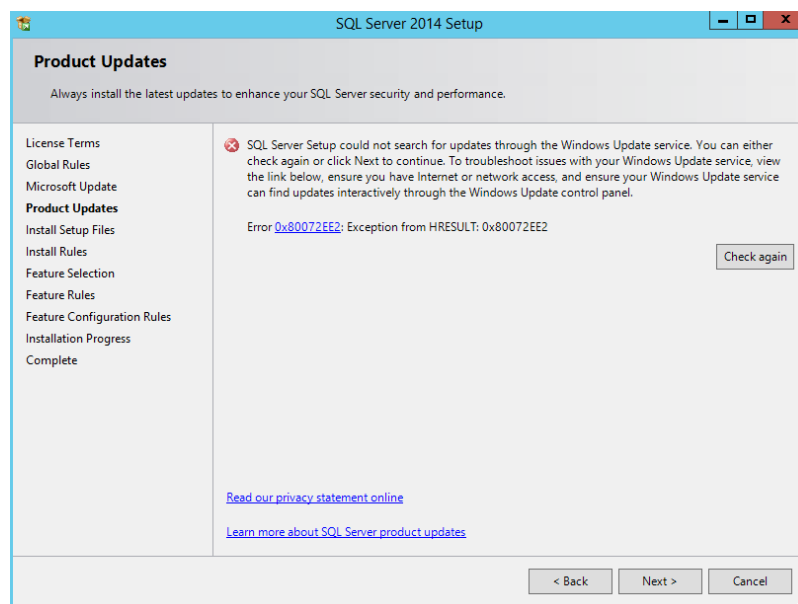 SQL Server 2014 Setup
Product Updates
Always install the latest updates to enhance your SQL Server security and performance.
License Terms
Global Rules
Microsoft Update
Product Updates
Install Setup Files
Install Rules
Feature Selection
Feature Rules
Feature Configuration Rules
Installation Progress
Complete
SQL Server Setup could not search for updates through the Windows Update service. You can either
check again or click Next to continue. To troubleshoot issues with your Windows Update service, view
the link below, ensure you have Internet or network access, and ensure your Windows Update service
can find updates interactively through the Windows Update control panel.
Error 0x80072EE2: Exception from HRESULT: 0x80072EE2
Check again
Read our privacy statement online
Learn more about SQL Server product updates
< Back Next > Cancel